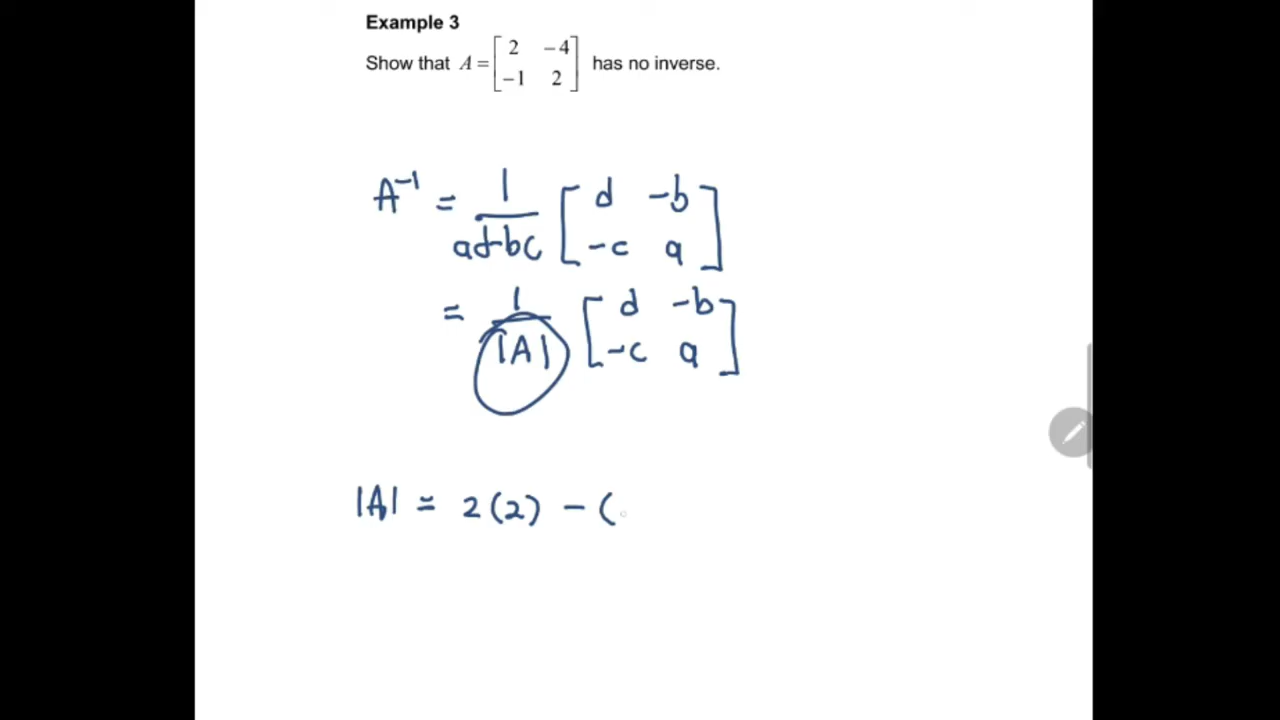 Example 3
Show that A = [2 -4; -1 2] has no inverse.
A⁻¹ = 1/(ad-bc) [d -b; -c a]
= 1/|A| [d -b; -c a]
|A| = 2(2) - (